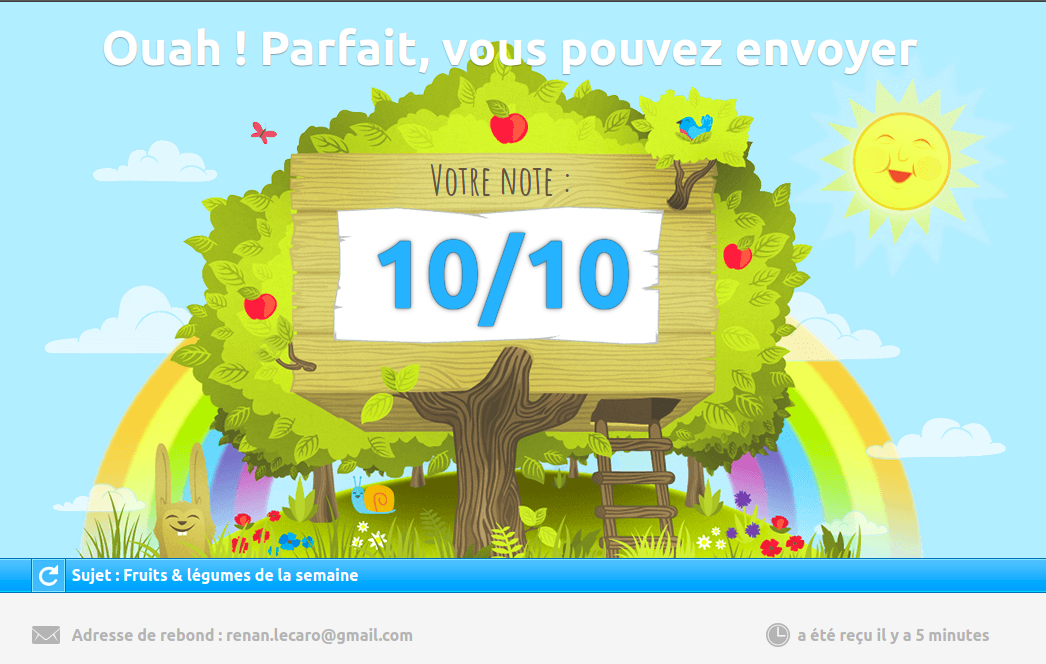 Ouah ! Parfait, vous pouvez envoyer
Votre note :
10/10
Sujet : Fruits & légumes de la semaine
Adresse de rebond : renan.lecaro@gmail.com
a été reçu il y a 5 minutes